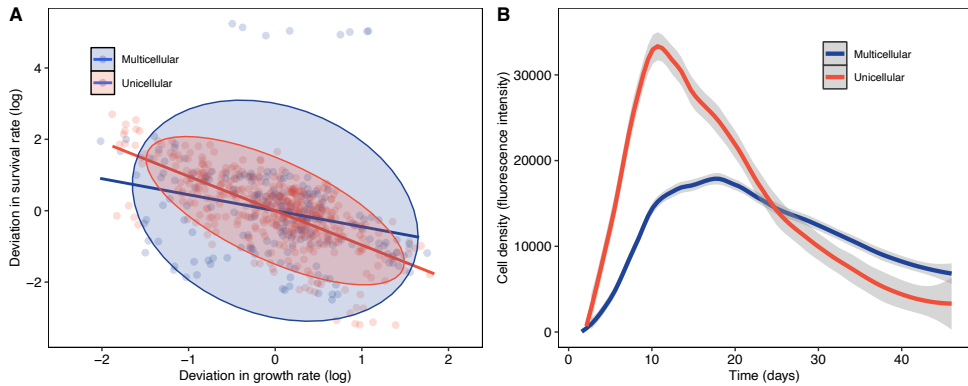 A
Deviation in survival rate (log)
4
2
0
−2
−2
−1
0
1
2
Deviation in growth rate (log)
Multicellular
Unicellular
B
Cell density (fluorescence intensity)
30000
20000
10000
0
0
10
20
30
40
Time (days)
Multicellular
Unicellular